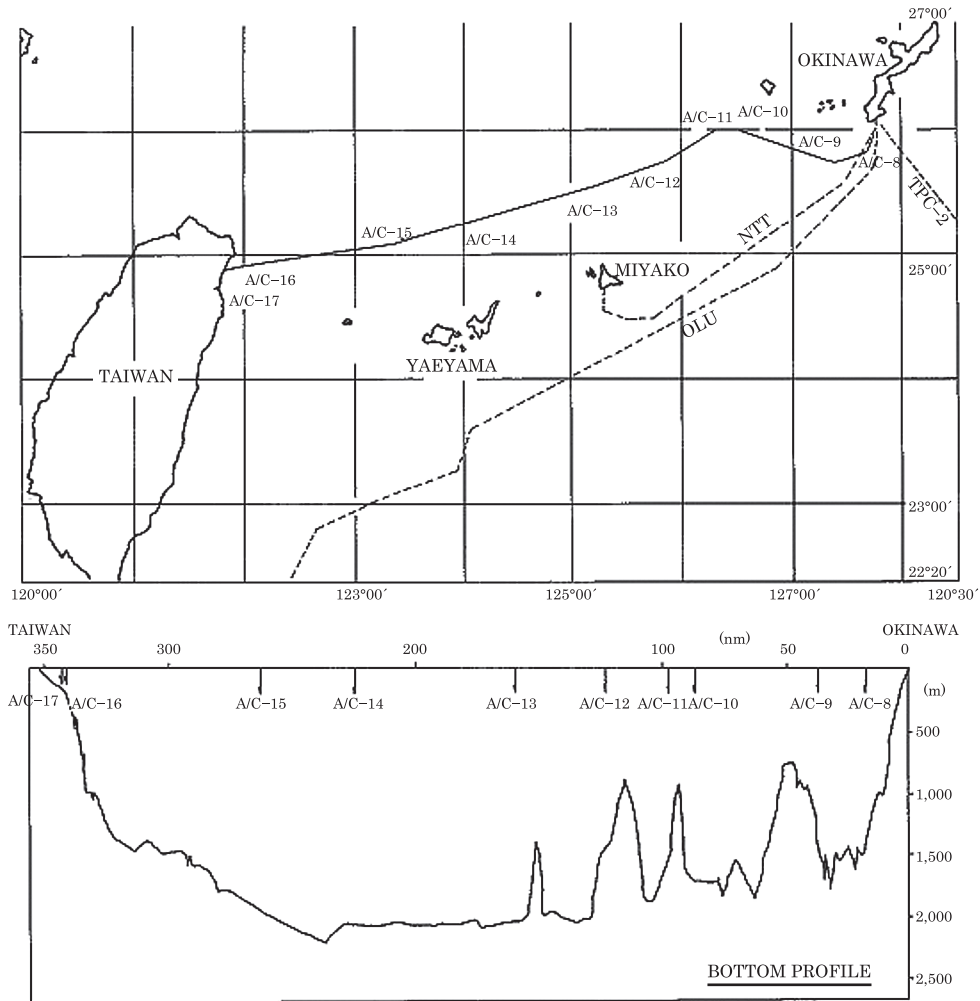 27°00′
OKINAWA
A/C-10
A/C-11
A/C-9
A/C-8
A/C-12
TPC-2
A/C-13
NTT
A/C-15
A/C-14
25°00′
MIYAKO
A/C-16
A/C-17
OLU
YAEYAMA
TAIWAN
23°00′
22°20′
120°00′ 123°00′ 125°00′ 127°00′ 120°30′
TAIWAN (nm) OKINAWA
350 300 200 100 50 0
(m)
A/C-17 A/C-16 A/C-15 A/C-14 A/C-13 A/C-12 A/C-11 A/C-10 A/C-9 A/C-8
500
1,000
1,500
2,000
BOTTOM PROFILE
2,500